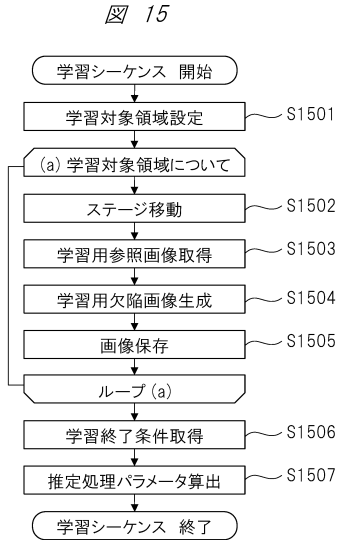 図 15
学習シーケンス 開始
学習対象領域設定
S1501
(a) 学習対象領域について
ステージ移動
S1502
学習用参照画像取得
S1503
学習用欠陥画像生成
S1504
画像保存
S1505
ループ(a)
学習終了条件取得
S1506
推定処理パラメータ算出
S1507
学習シーケンス 終了